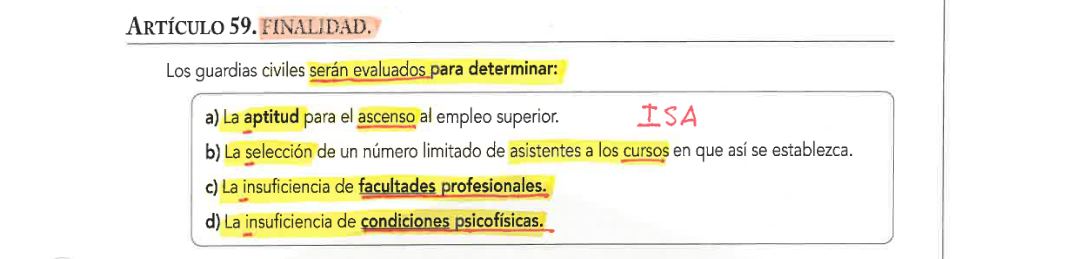 ARTÍCULO 59. FINALIDAD.
Los guardias civiles serán evaluados para determinar:
a) La aptitud para el ascenso al empleo superior. ISA
b) La selección de un número limitado de asistentes a los cursos en que así se establezca.
c) La insuficiencia de facultades profesionales.
d) La insuficiencia de condiciones psicofísicas.